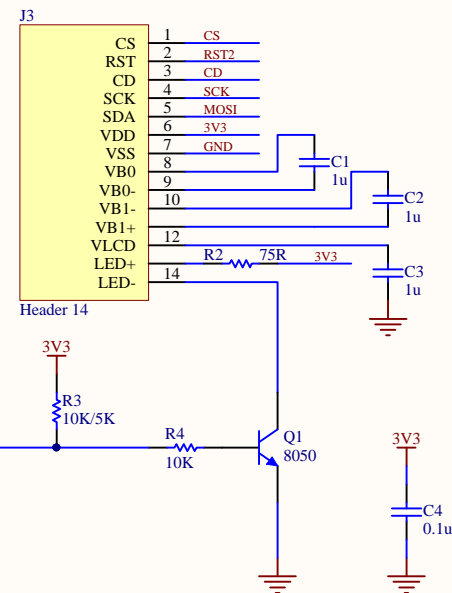 J3
CS 1 CS
RST 2 RST2
CD 3 CD
SCK 4 SCK
SDA 5 MOSI
VDD 6 3V3
VSS 7 GND
VB0 8
VB0- 9
VB1- 10
VB1+
VLCD 12
LED+ R2 75R 3V3
LED- 14
Header 14
C1
1u
C2
1u
C3
1u
3V3
R3
10K/5K
R4
10K
Q1
8050
3V3
C4
0.1u